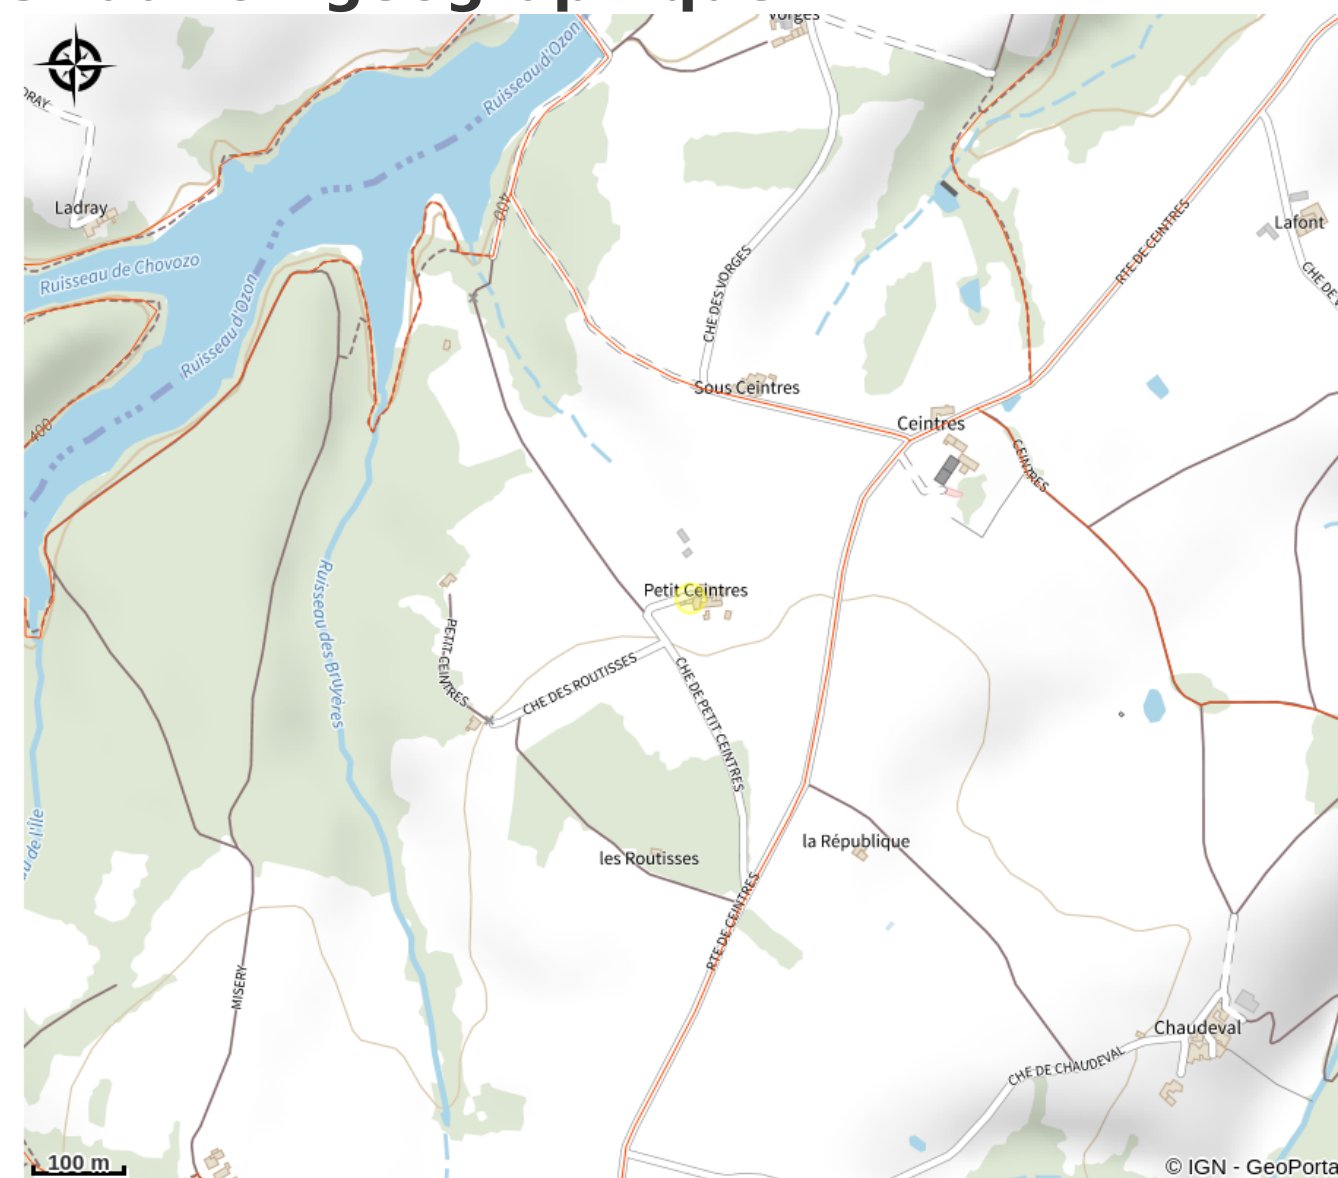 Vorges
Ruisseau d'Ozon
Ladray
400
RTE DE CEINTRES
Lafont
Ruisseau de Chovozo
CHE DES VORGES
Ruisseau d'Ozon
Sous Ceintres
Ceintres
400
CEINTRES
Petit Ceintres
Ruisseau des Bruyères
PETIT-CEINTRES
CHE DES ROUTISSES
CHE DE PETIT CEINTRES
la République
les Routisses
RTE DE CEINTRES
MISERY
Chaudeval
CHE DE CHAUDEVAL
100 m
© IGN - GeoPorta